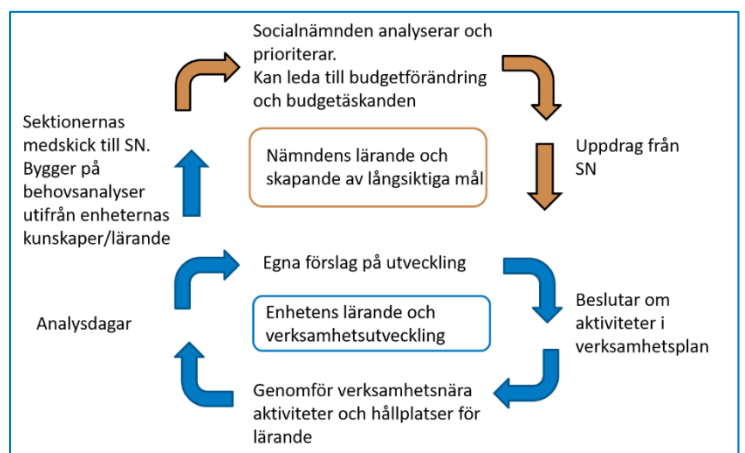 Socialnämnden analyserar och
prioriterar.
Kan leda till budgetförändring
och budgetäskanden
Sektionernas
medskick till SN.
Bygger på
behovsanalyser
utifrån enheternas
kunskaper/lärande
Nämndens lärande och
skapande av långsiktiga mål
Uppdrag från
SN
Egna förslag på utveckling
Analysdagar
Enhetens lärande och
verksamhetsutveckling
Beslutar om
aktiviteter i
verksamhetsplan
Genomför verksamhetsnära
aktiviteter och hållplatser för
lärande